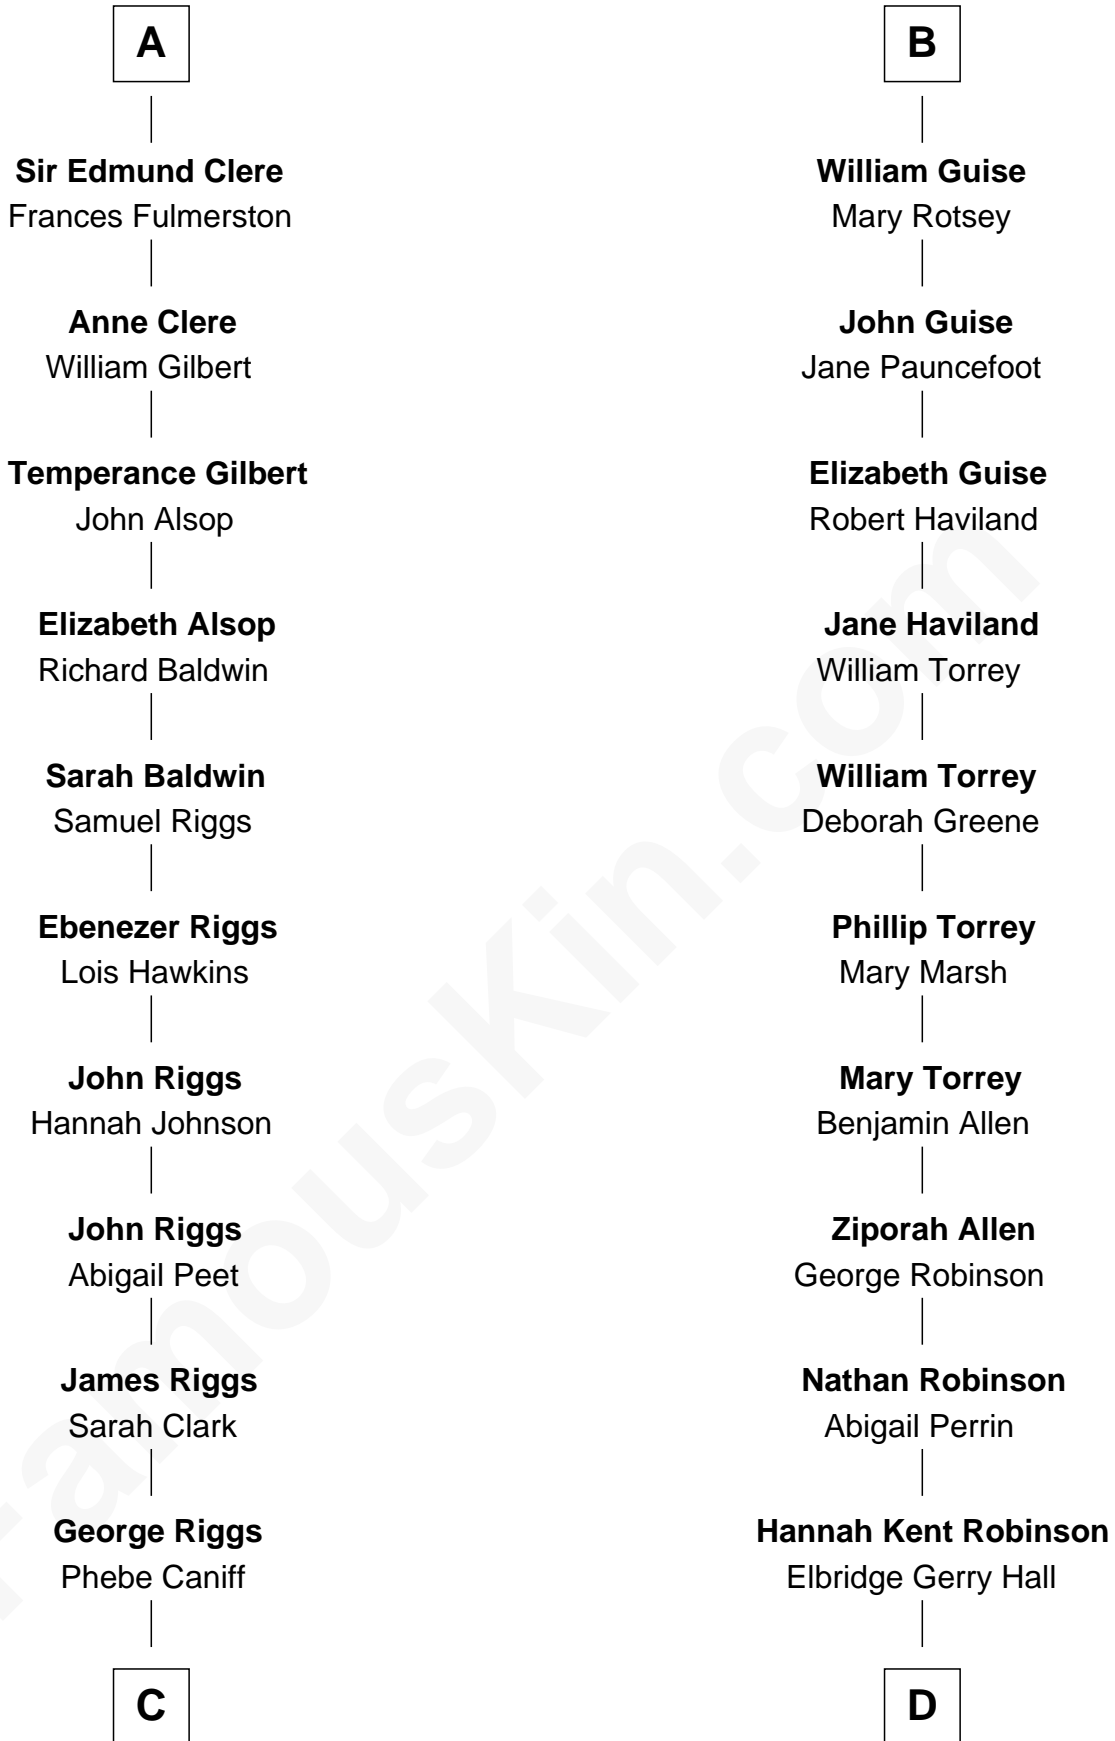 A
Sir Edmund Clere
Frances Fulmerston
Anne Clere
William Gilbert
Temperance Gilbert
John Alsop
Elizabeth Alsop
Richard Baldwin
Sarah Baldwin
Samuel Riggs
Ebenezer Riggs
Lois Hawkins
John Riggs
Hannah Johnson
John Riggs
Abigail Peet
James Riggs
Sarah Clark
George Riggs
Phebe Caniff
C
B
William Guise
Mary Rotsey
John Guise
Jane Pauncefoot
Elizabeth Guise
Robert Haviland
Jane Haviland
William Torrey
William Torrey
Deborah Greene
Phillip Torrey
Mary Marsh
Mary Torrey
Benjamin Allen
Ziporah Allen
George Robinson
Nathan Robinson
Abigail Perrin
Hannah Kent Robinson
Elbridge Gerry Hall
D
FamousKin.com